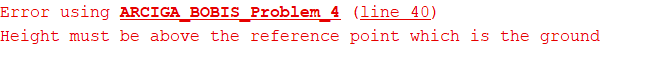 Error using ARCIGA_BOBIS_Problem_4 (line 40)
Height must be above the reference point which is the ground